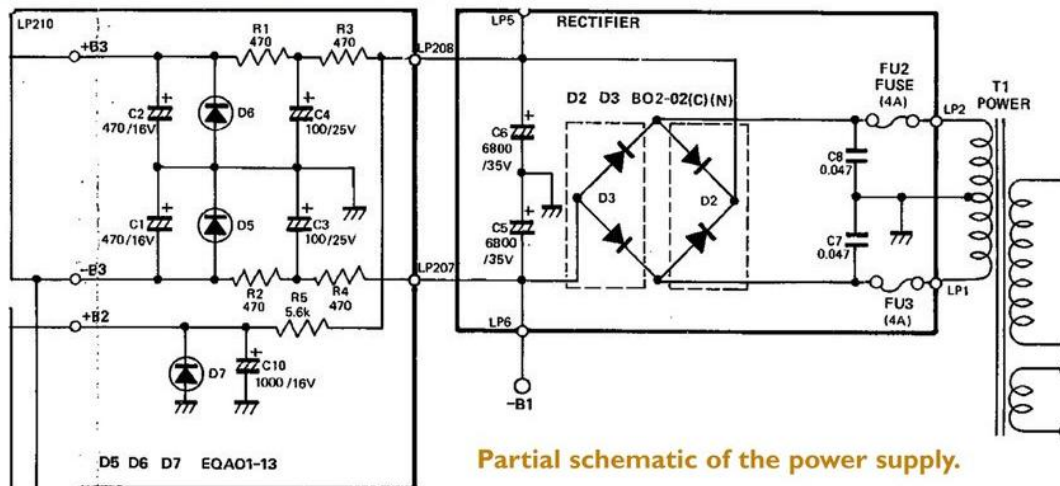 LP210
+B3
R1
470
R3
470
LP208
C2
470/16V
D6
C4
100/25V
C1
470/16V
D5
C3
100/25V
-B3
R2
470
R5
5.6k
R4
470
LP207
+B2
D7
C10
1000/16V
D5 D6 D7 EQA01-13
LP5
RECTIFIER
D2 D3 BO2-02(C)(N)
C6
6800
/35V
D3
D2
C5
6800
/35V
LP6
-B1
FU2
FUSE
(4A)
LP2
T1
POWER
C8
0.047
C7
0.047
FU3
(4A)
LP1
Partial schematic of the power supply.